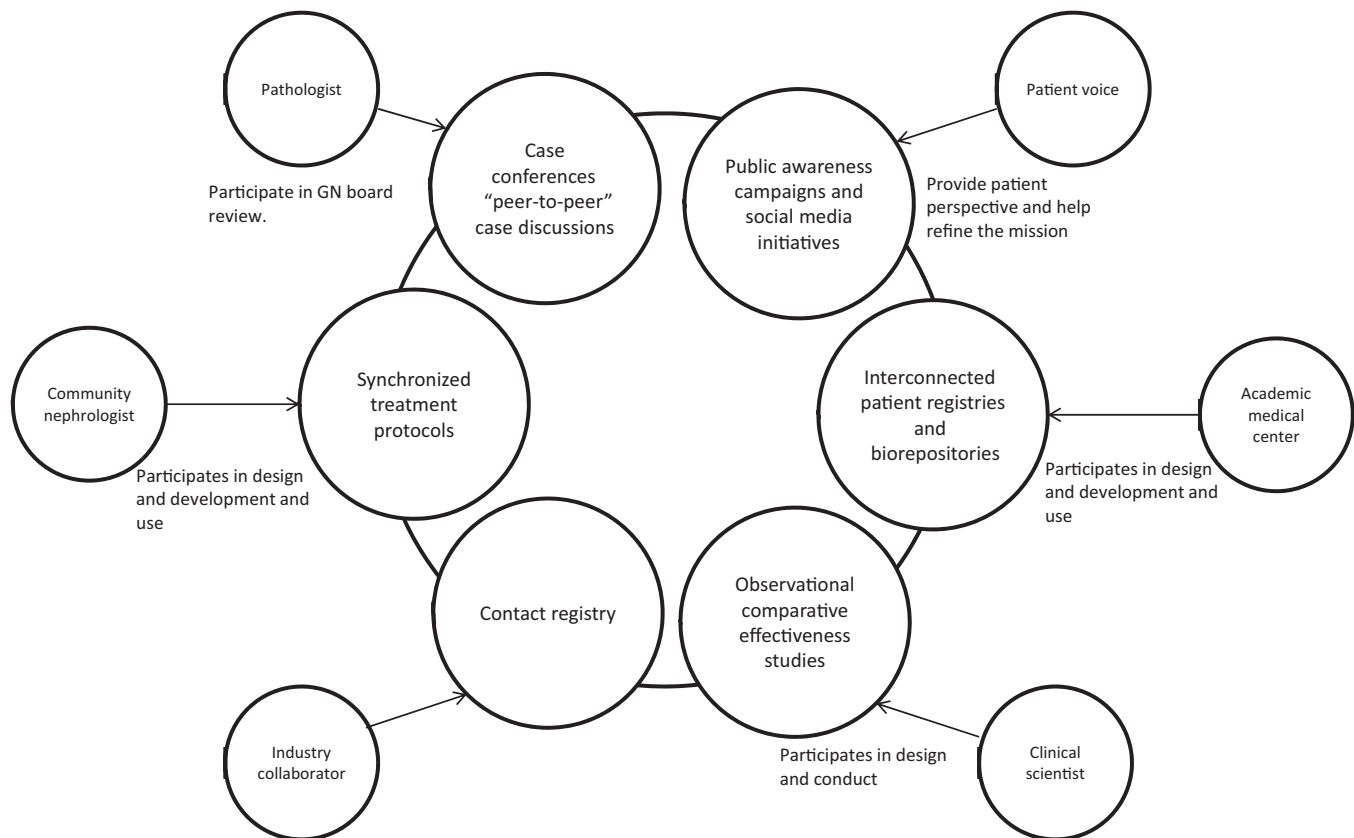 Pathologist
Participate in GN board
review.
Case
conferences
“peer-to-peer”
case discussions
Public awareness
campaigns and
social media
initiatives
Patient voice
Provide patient
perspective and help
refine the mission
Community
nephrologist
Participates in design
and development and
use
Synchronized
treatment
protocols
Interconnected
patient registries
and
biorepositories
Academic
medical
center
Participates in design
and development and
use
Contact registry
Observational
comparative
effectiveness
studies
Industry
collaborator
Participates in design
and conduct
Clinical
scientist